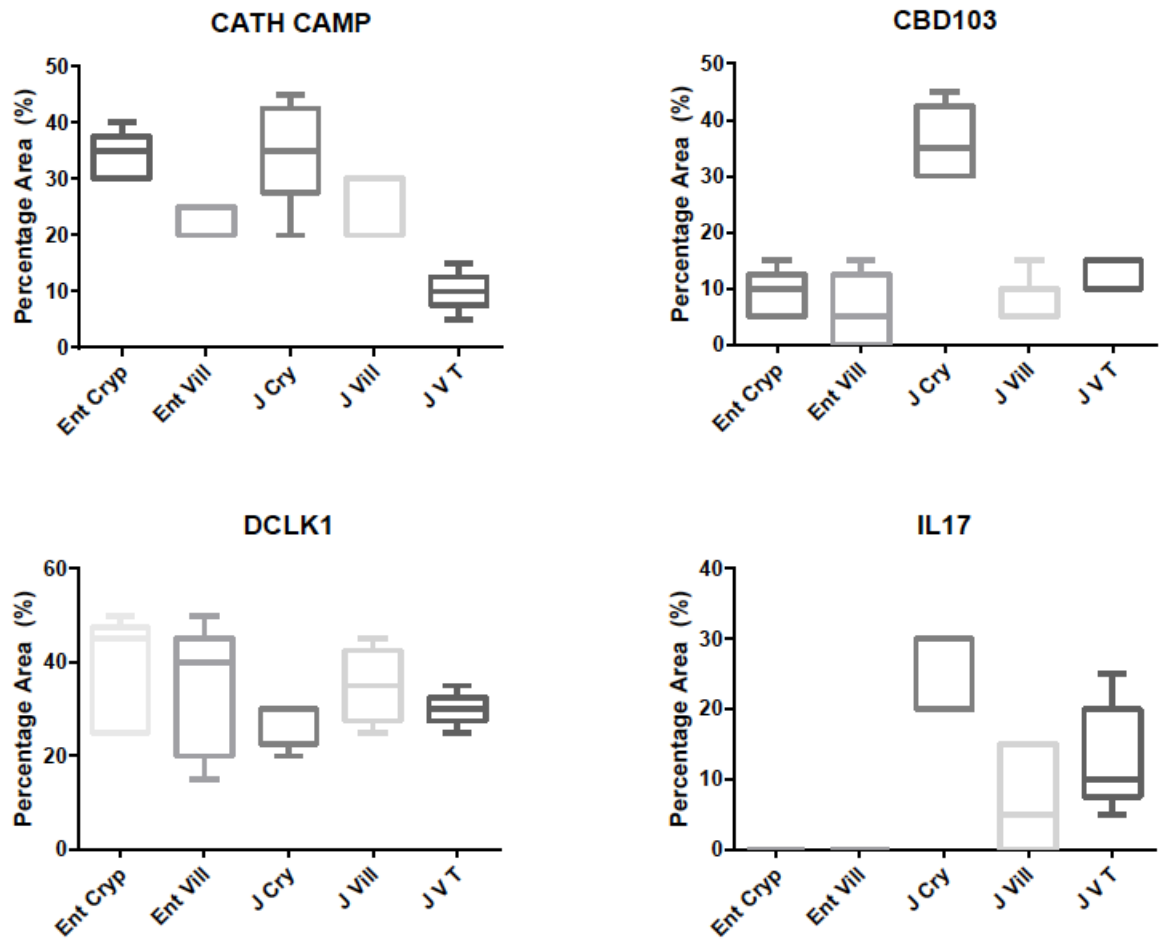 CATH CAMP
Percentage Area (%)
50
40
30
20
10
0
Ent Cryp
Ent Vill
J Cry
J Vill
J V T
CBD103
Percentage Area (%)
50
40
30
20
10
0
Ent Cryp
Ent Vill
J Cry
J Vill
J V T
DCLK1
Percentage Area (%)
60
40
20
0
Ent Cryp
Ent Vill
J Cry
J Vill
J V T
IL17
Percentage Area (%)
40
30
20
10
0
Ent Cryp
Ent Vill
J Cry
J Vill
J V T